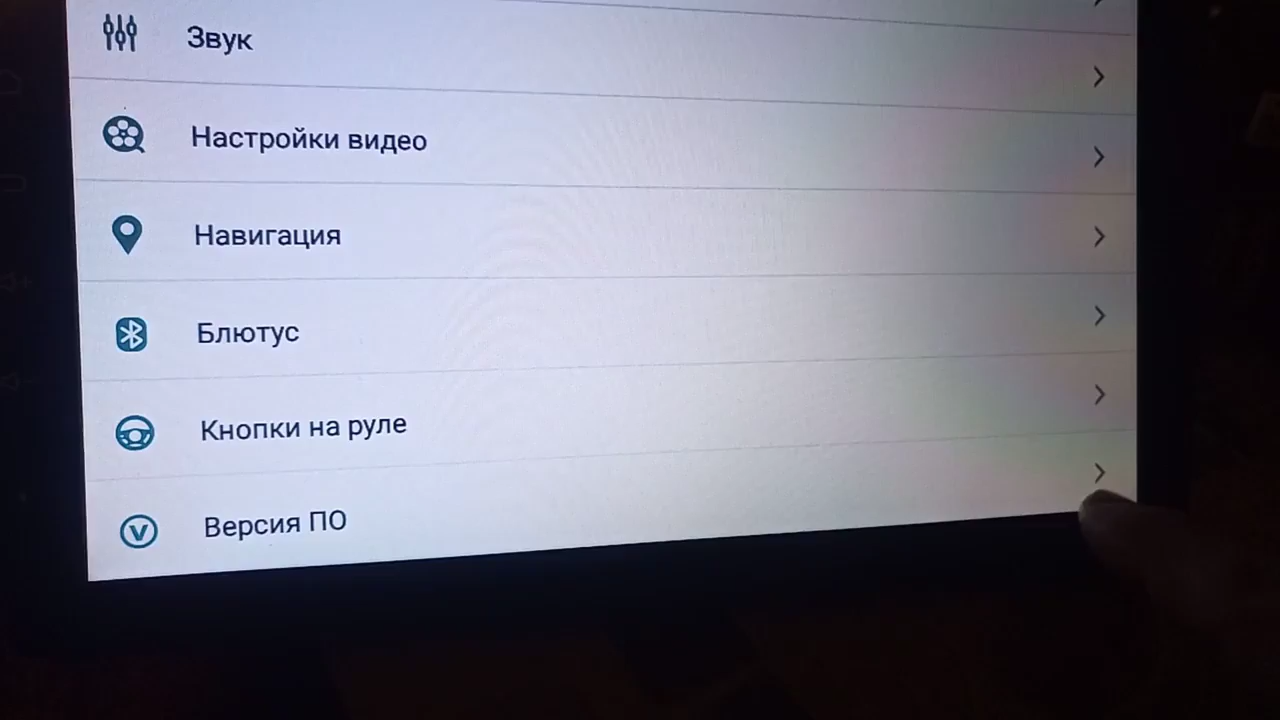 Звук
Настройки видео
Навигация
Блютус
Кнопки на руле
Версия ПО